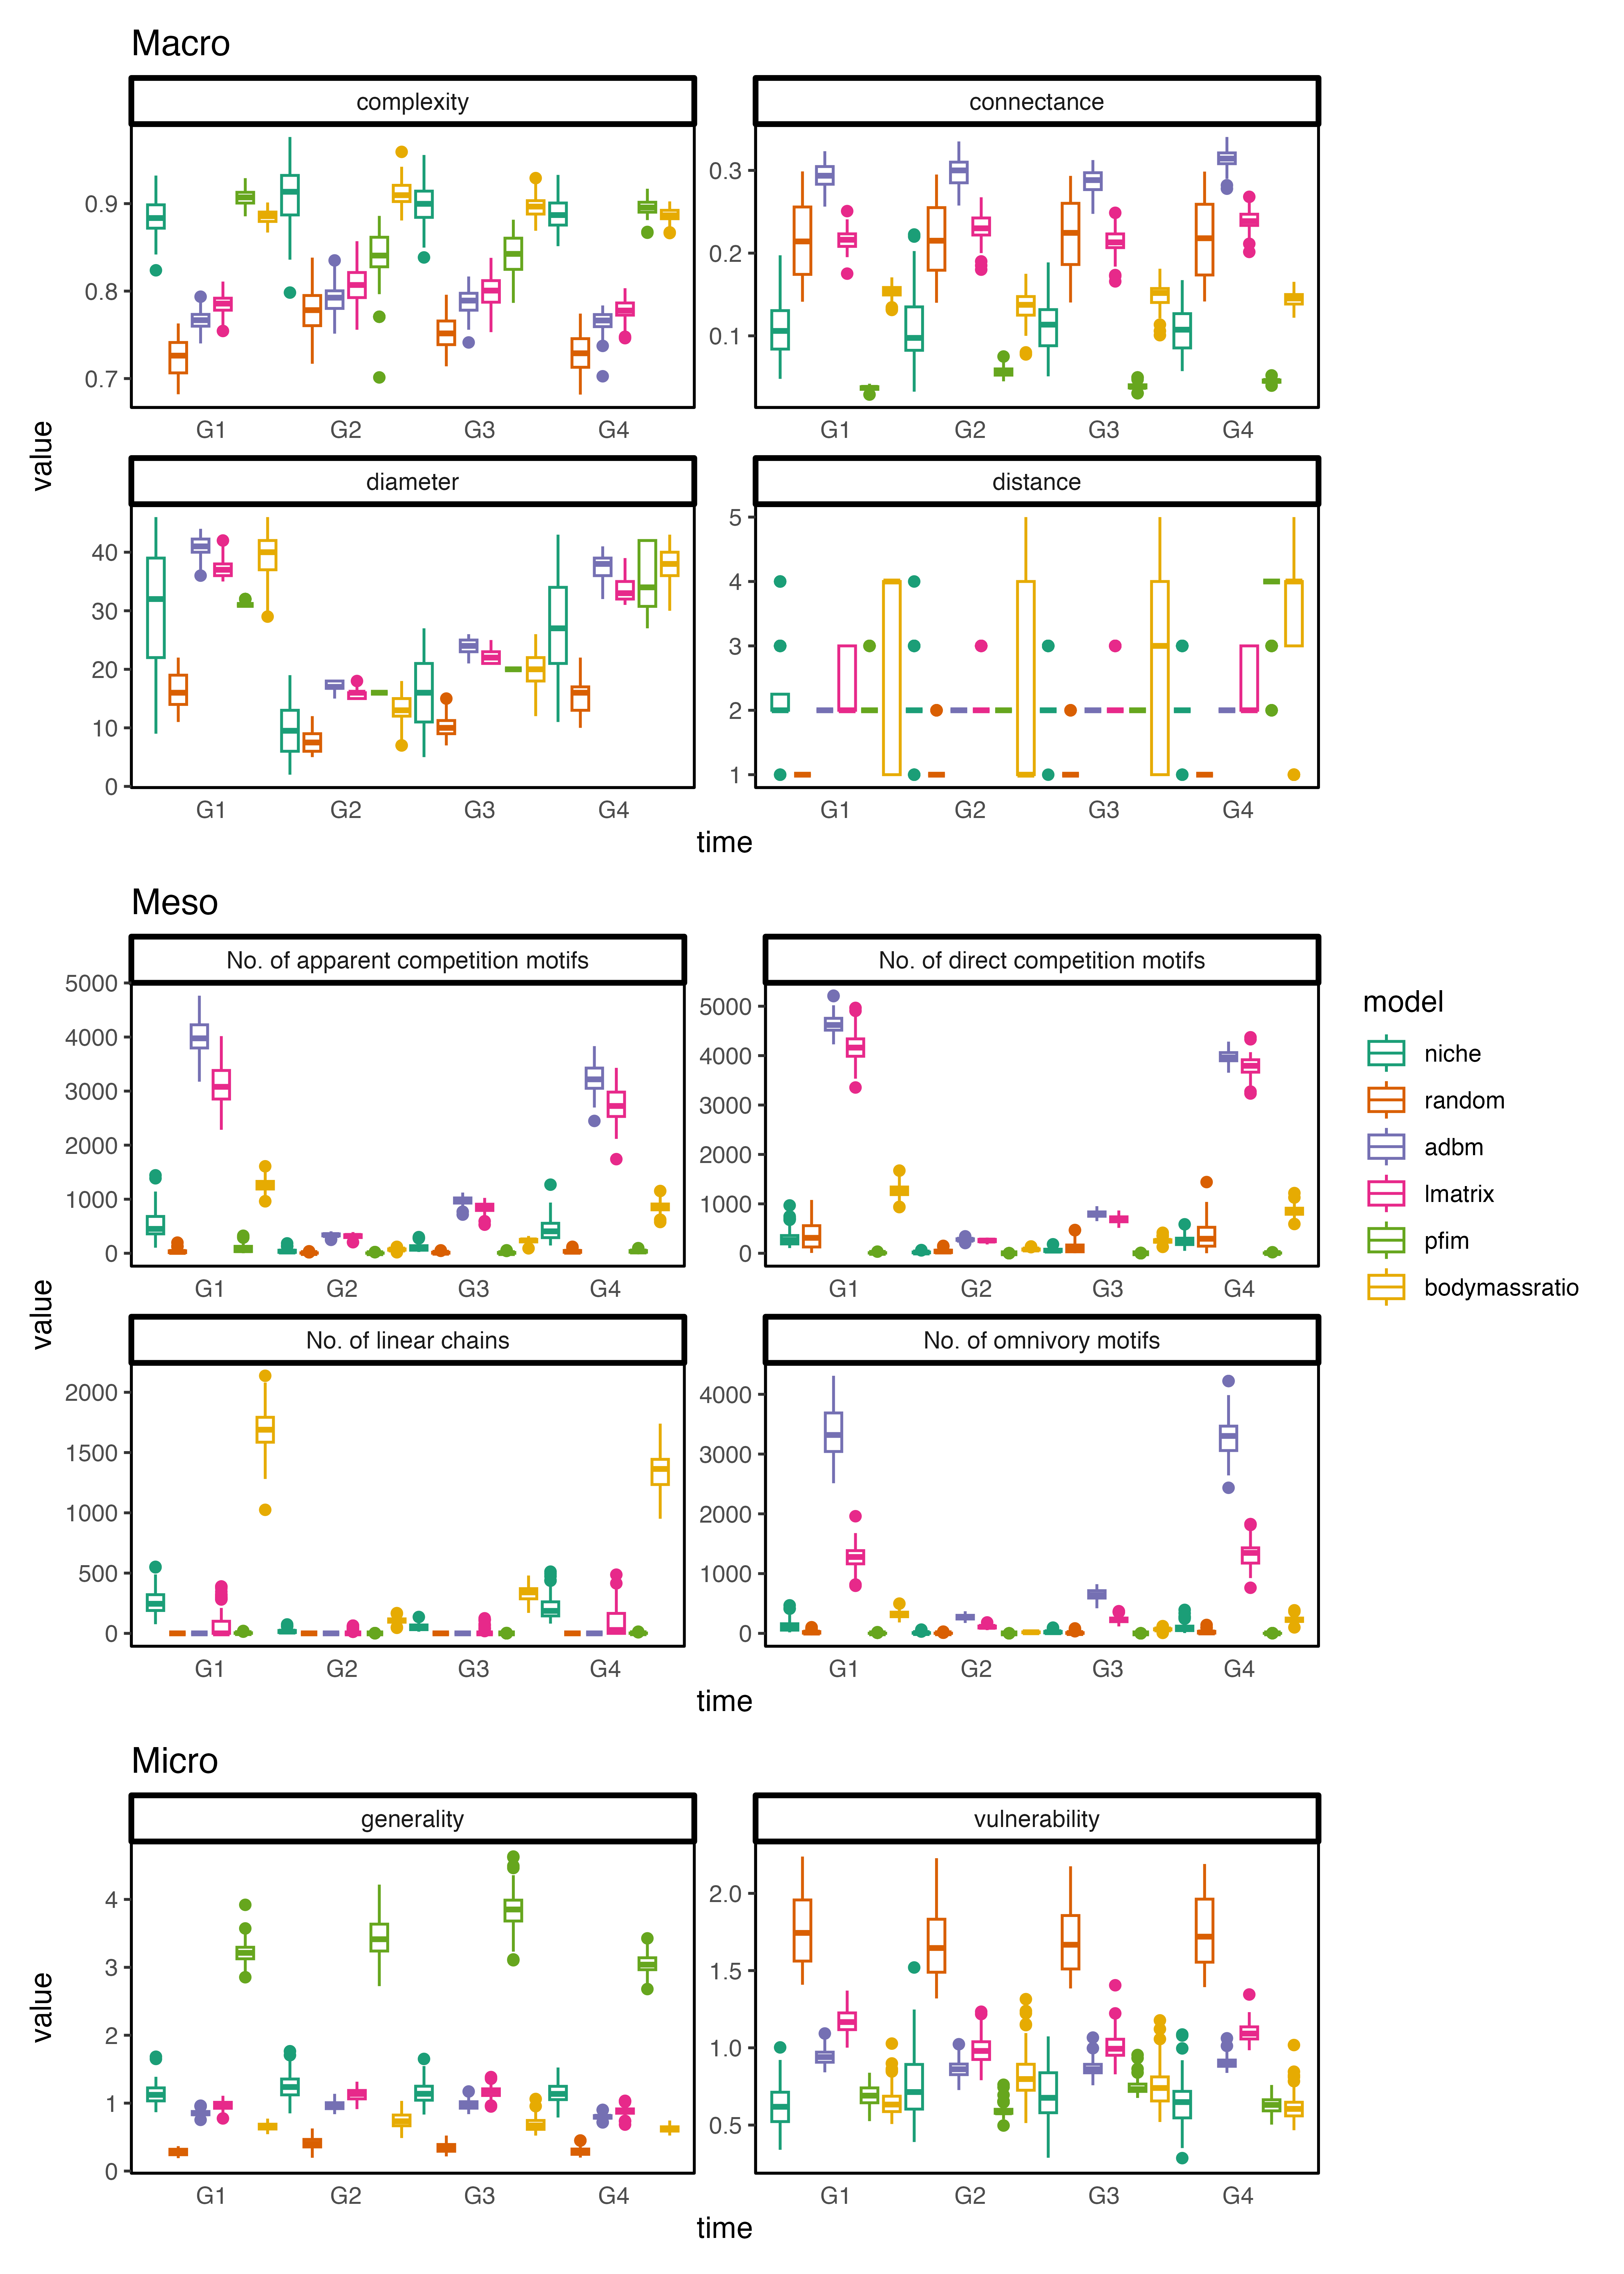 Macro
complexity
connectance
0.9
0.8
0.7
0.3
0.2
0.1
G1 G2 G3 G4
G1 G2 G3 G4
diameter
distance
40
30
20
10
0
5
4
3
2
1
G1 G2 G3 G4
G1 G2 G3 G4
value
time
Meso
No. of apparent competition motifs
No. of direct competition motifs
5000
4000
3000
2000
1000
0
5000
4000
3000
2000
1000
0
G1 G2 G3 G4
G1 G2 G3 G4
No. of linear chains
No. of omnivory motifs
2000
1500
1000
500
0
4000
3000
2000
1000
0
G1 G2 G3 G4
G1 G2 G3 G4
value
time
model
niche
random
adbm
lmatrix
pfim
bodymassratio
Micro
generality
vulnerability
4
3
2
1
0
2.0
1.5
1.0
0.5
G1 G2 G3 G4
G1 G2 G3 G4
value
time